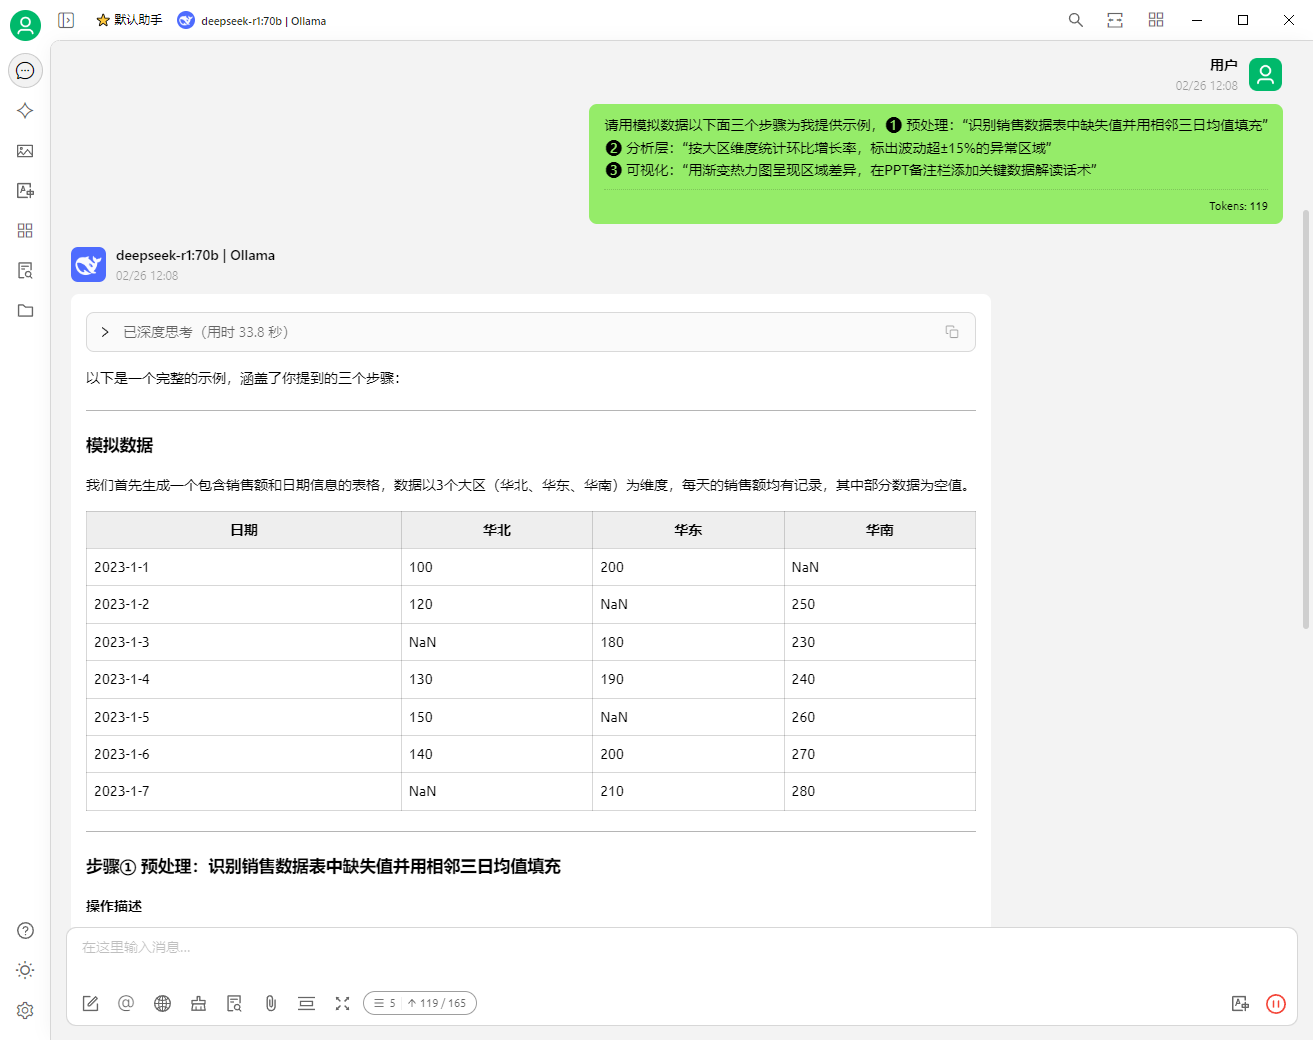 默认助手 deepseek-r1:70b | Ollama
用户
02/26 12:08
请用模拟数据以下面三个步骤为我提供示例，❶ 预处理：“识别销售数据表中缺失值并用相邻三日均值填充”
❷ 分析层：“按大区维度统计环比增长率，标出波动超±15%的异常区域”
❸ 可视化：“用渐变热力图呈现区域差异，在PPT备注栏添加关键数据解读话术”
Tokens: 119
deepseek-r1:70b | Ollama
02/26 12:08
已深度思考（用时 33.8 秒）
以下是一个完整的示例，涵盖了你提到的三个步骤：
模拟数据
我们首先生成一个包含销售额和日期信息的表格，数据以3个大区（华北、华东、华南）为维度，每天的销售额均有记录，其中部分数据为空值。
日期 华北 华东 华南
2023-1-1 100 200 NaN
2023-1-2 120 NaN 250
2023-1-3 NaN 180 230
2023-1-4 130 190 240
2023-1-5 150 NaN 260
2023-1-6 140 200 270
2023-1-7 NaN 210 280
步骤① 预处理：识别销售数据表中缺失值并用相邻三日均值填充
操作描述
在这里输入消息...
5 119 / 165